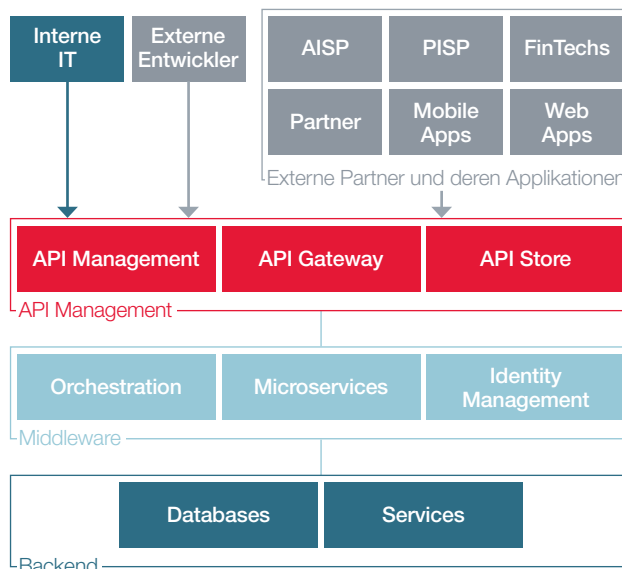 Interne
IT
Externe
Entwickler
AISP
PISP
FinTechs
Partner
Mobile
Apps
Web
Apps
Externe Partner und deren Applikationen
API Management
API Gateway
API Store
API Management
Orchestration
Microservices
Identity
Management
Middleware
Databases
Services
Backend